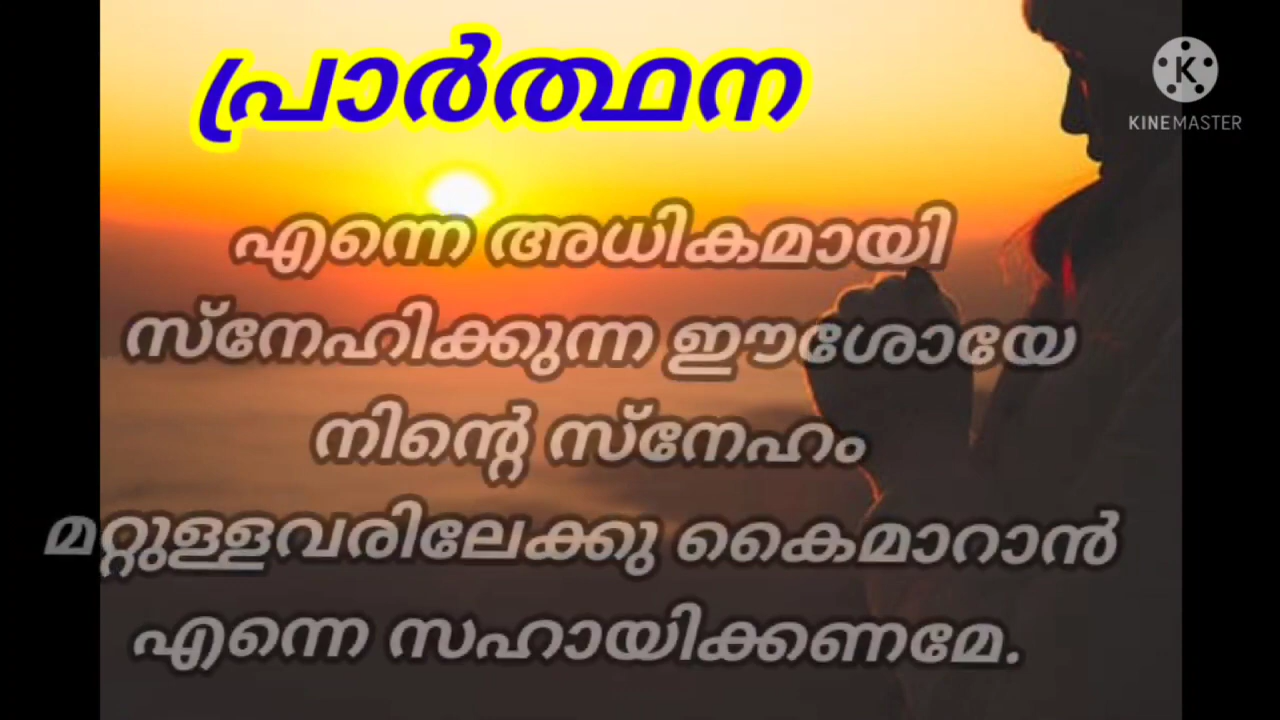 പ്രാർത്ഥന
K
KINEMASTER
എന്നെ അധികമായി
സ്നേഹിക്കുന്ന ഈശോയേ
നിന്റെ സ്നേഹം
മറ്റുള്ളവരിലേക്കു കൈമാറാൻ
എന്നെ സഹായിക്കണമേ.